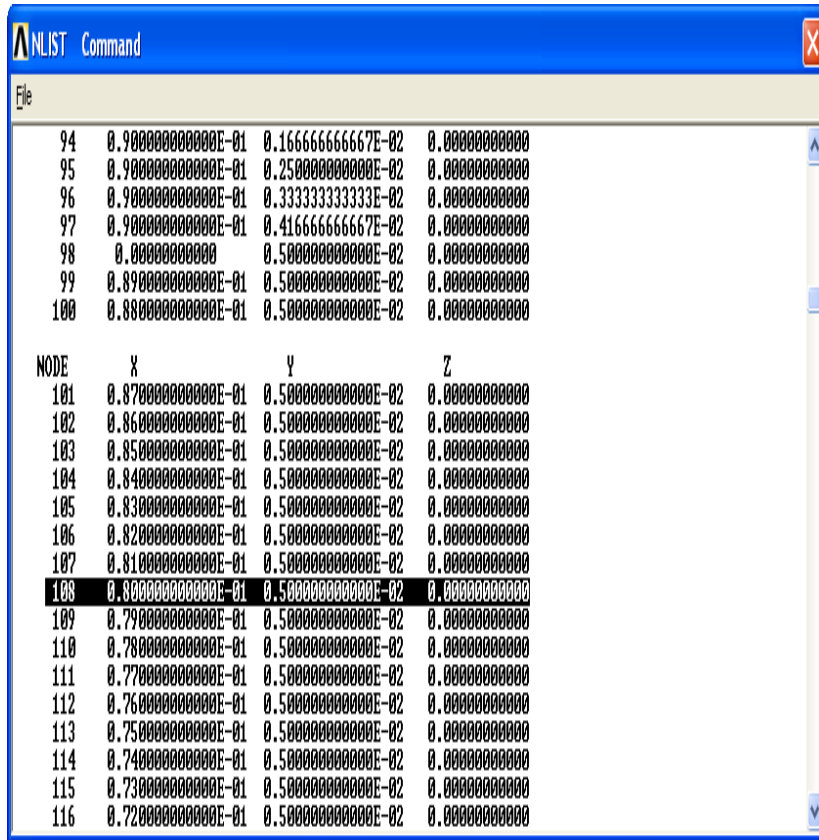 NLIST Command
File
94 0.900000000000E-01 0.166666666667E-02 0.00000000000
95 0.900000000000E-01 0.250000000000E-02 0.00000000000
96 0.900000000000E-01 0.333333333333E-02 0.00000000000
97 0.900000000000E-01 0.416666666667E-02 0.00000000000
98 0.00000000000 0.500000000000E-02 0.00000000000
99 0.890000000000E-01 0.500000000000E-02 0.00000000000
100 0.880000000000E-01 0.500000000000E-02 0.00000000000
NODE X Y Z
101 0.870000000000E-01 0.500000000000E-02 0.00000000000
102 0.860000000000E-01 0.500000000000E-02 0.00000000000
103 0.850000000000E-01 0.500000000000E-02 0.00000000000
104 0.840000000000E-01 0.500000000000E-02 0.00000000000
105 0.830000000000E-01 0.500000000000E-02 0.00000000000
106 0.820000000000E-01 0.500000000000E-02 0.00000000000
107 0.810000000000E-01 0.500000000000E-02 0.00000000000
108 0.800000000000E-01 0.500000000000E-02 0.00000000000
109 0.790000000000E-01 0.500000000000E-02 0.00000000000
110 0.780000000000E-01 0.500000000000E-02 0.00000000000
111 0.770000000000E-01 0.500000000000E-02 0.00000000000
112 0.760000000000E-01 0.500000000000E-02 0.00000000000
113 0.750000000000E-01 0.500000000000E-02 0.00000000000
114 0.740000000000E-01 0.500000000000E-02 0.00000000000
115 0.730000000000E-01 0.500000000000E-02 0.00000000000
116 0.720000000000E-01 0.500000000000E-02 0.00000000000